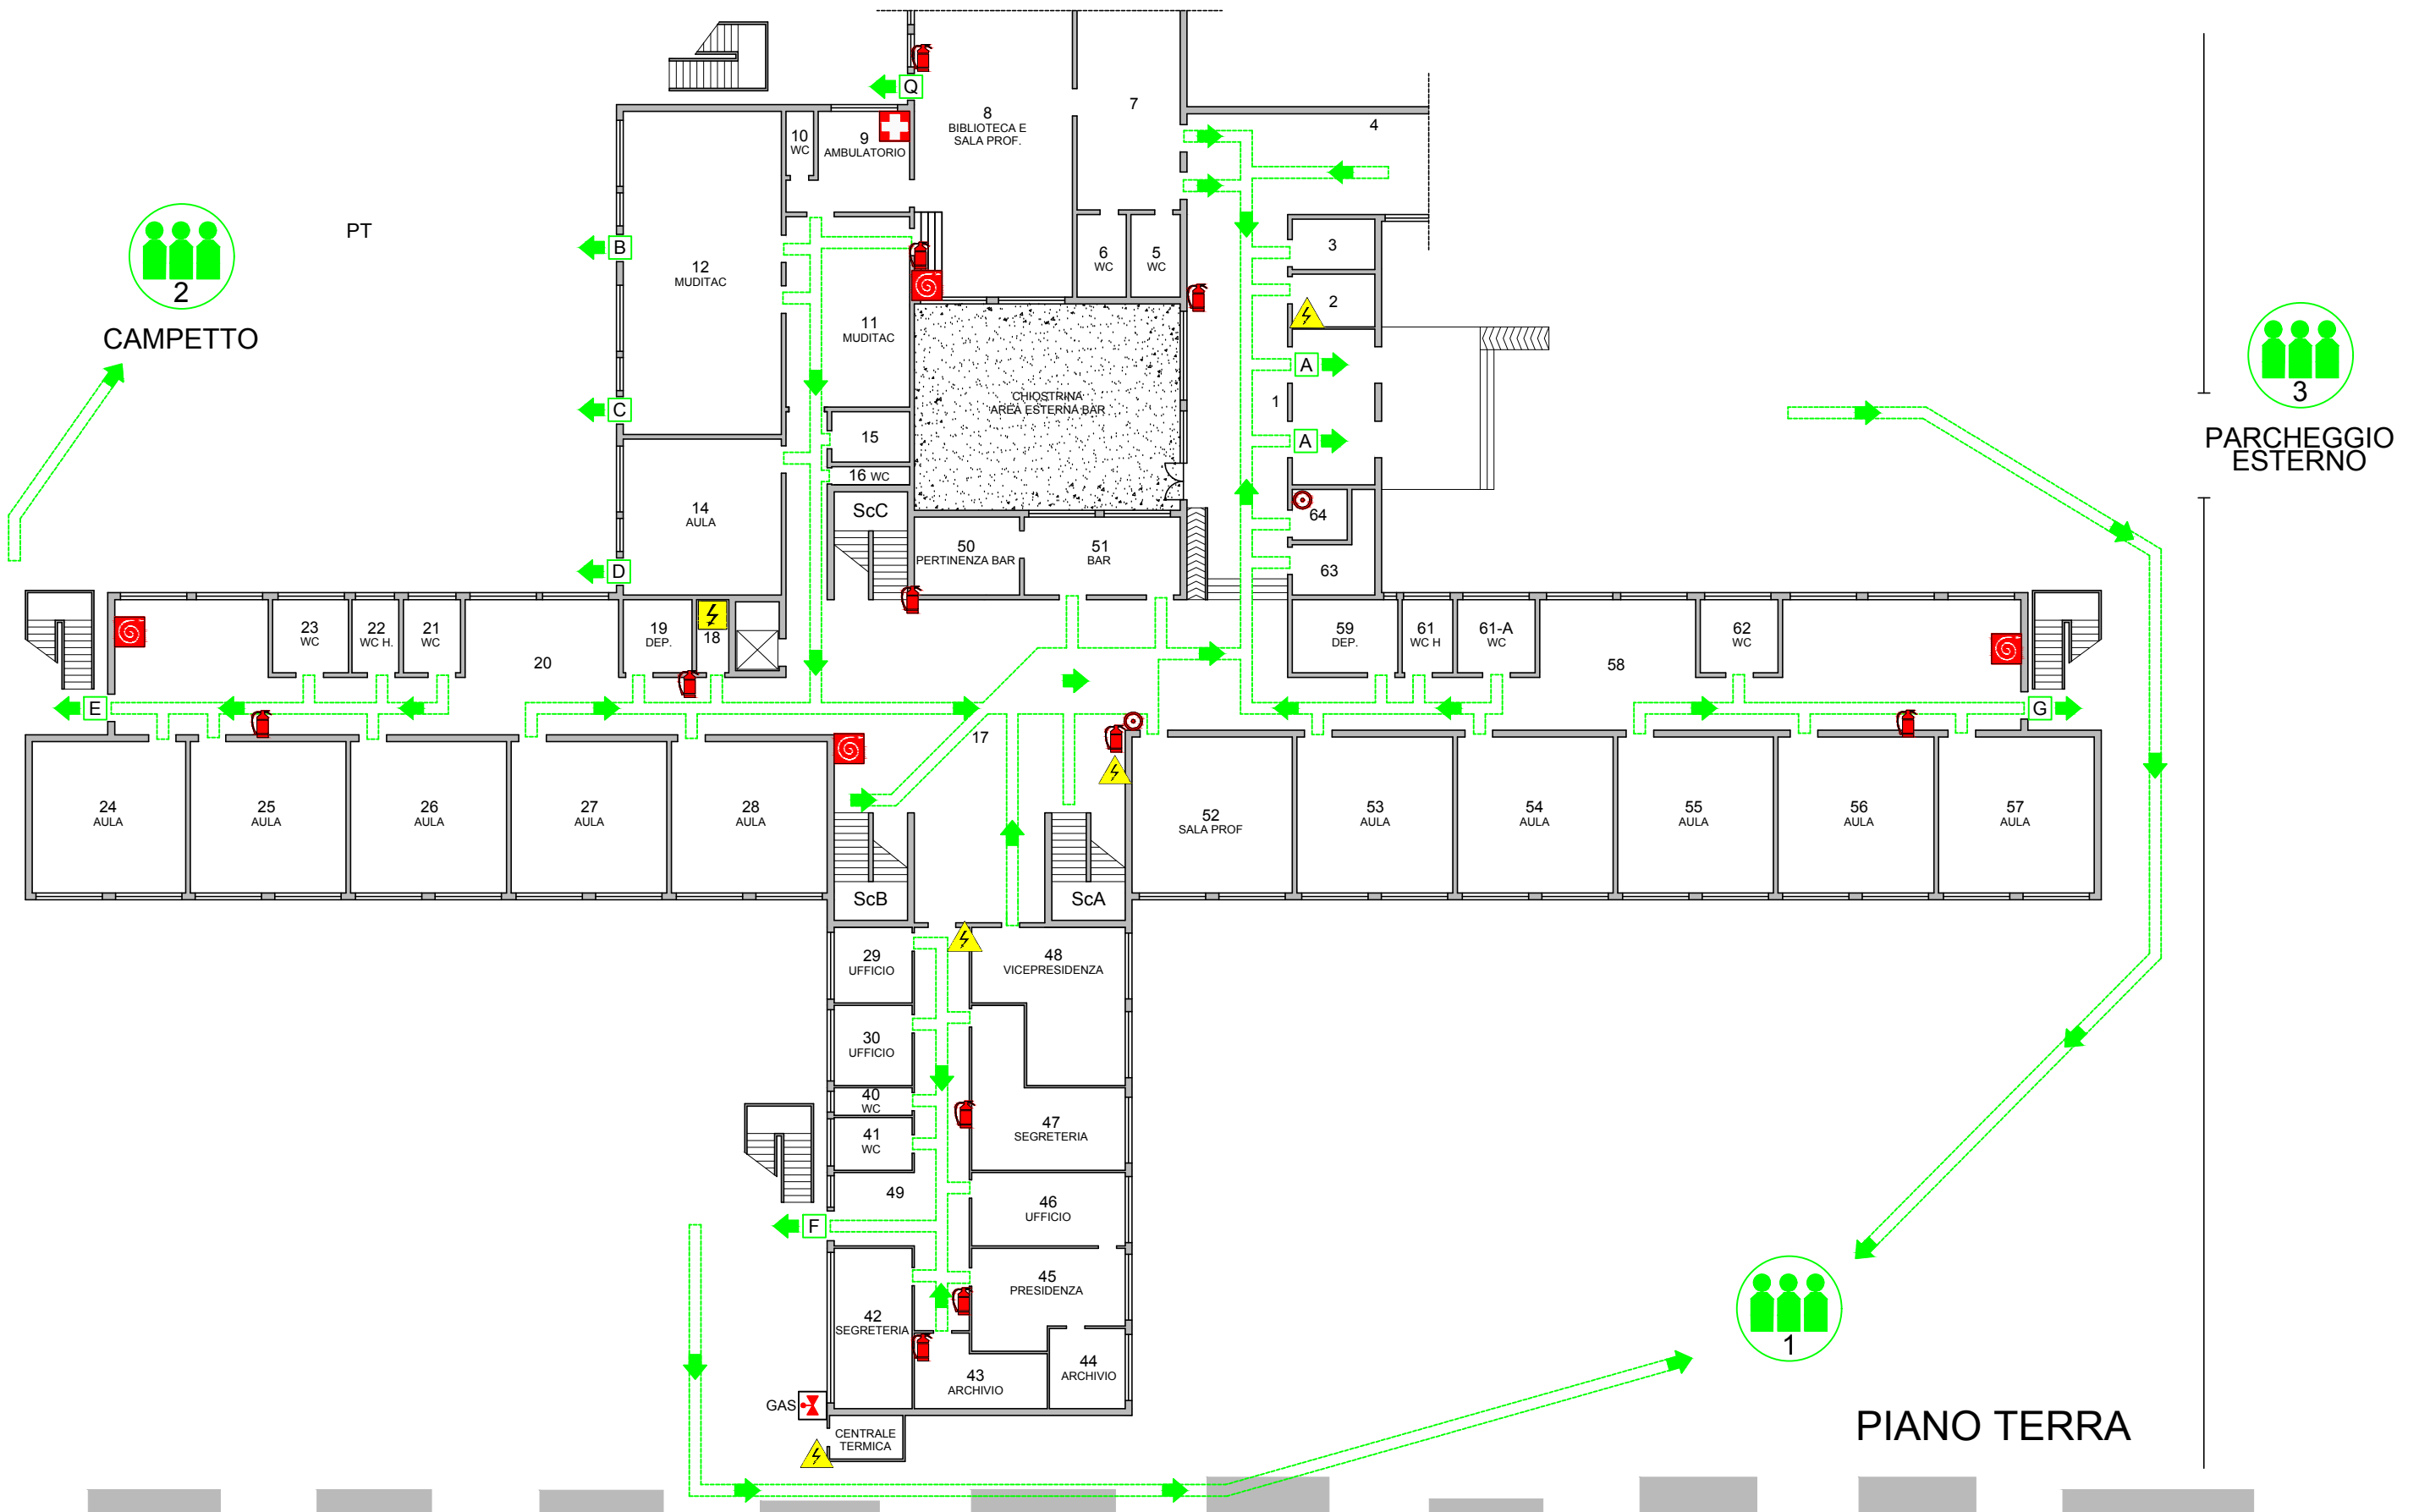 Q
8
BIBLIOTECA E
SALA PROF.
7
4
10
WC
9
AMBULATORIO
PT
2
CAMPETTO
B
12
MUDITAC
6
WC
5
WC
3
2
11
MUDITAC
C
CHIOSTRINA
AREA ESTERNA BAR
1
A
A
3
PARCHEGGIO
ESTERNO
15
16 WC
ScC
14
AULA
D
50
PERTINENZA BAR
51
BAR
64
63
23
WC
22
WC H.
21
WC
20
19
DEP.
18
59
DEP.
61
WC H
61-A
WC
58
62
WC
E
G
17
24
AULA
25
AULA
26
AULA
27
AULA
28
AULA
52
SALA PROF
53
AULA
54
AULA
55
AULA
56
AULA
57
AULA
ScB
ScA
29
UFFICIO
48
VICEPRESIDENZA
30
UFFICIO
40
WC
41
WC
47
SEGRETERIA
49
46
UFFICIO
F
45
PRESIDENZA
42
SEGRETERIA
43
ARCHIVIO
44
ARCHIVIO
GAS
CENTRALE
TERMICA
1
PIANO TERRA